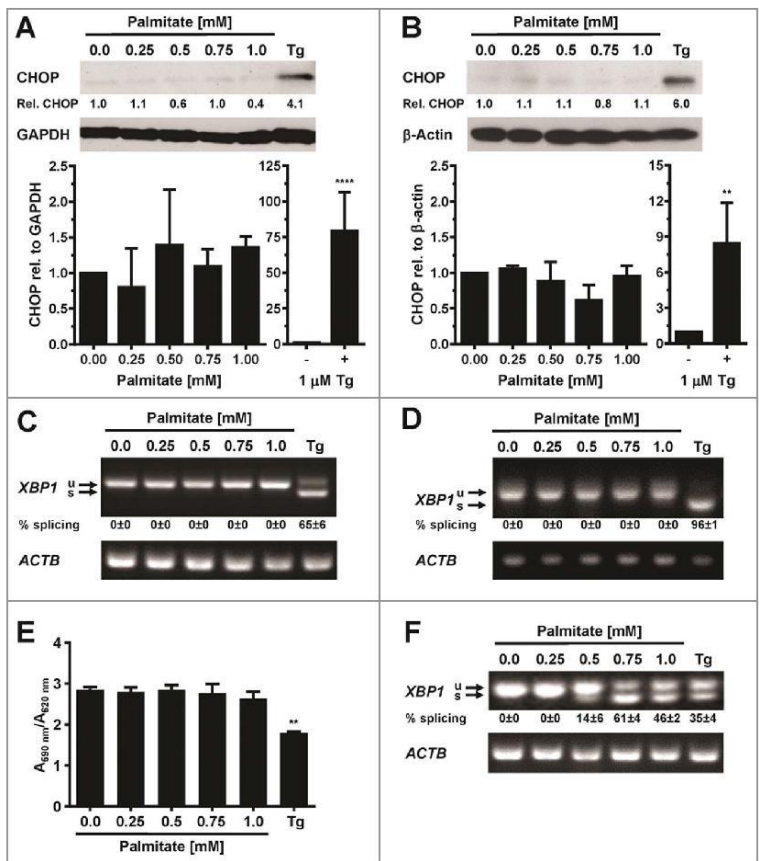 A
Palmitate [mM]
0.0 0.25 0.5 0.75 1.0 Tg
CHOP
Rel. CHOP 1.0 1.1 0.6 1.0 0.4 4.1
GAPDH
CHOP rel. to GAPDH
2.5
2.0
1.5
1.0
0.5
0.0
0.00 0.25 0.50 0.75 1.00
Palmitate [mM]
100
75
50
25
0
****
- +
1 µM Tg
B
Palmitate [mM]
0.0 0.25 0.5 0.75 1.0 Tg
CHOP
Rel. CHOP 1.0 1.1 1.1 0.8 1.1 6.0
β-Actin
CHOP rel. to β-actin
2.5
2.0
1.5
1.0
0.5
0.0
0.00 0.25 0.50 0.75 1.00
Palmitate [mM]
15
12
9
6
3
0
**
- +
1 µM Tg
C
Palmitate [mM]
0.0 0.25 0.5 0.75 1.0 Tg
XBP1 u
s
% splicing 0±0 0±0 0±0 0±0 0±0 65±6
ACTB
D
Palmitate [mM]
0.0 0.25 0.5 0.75 1.0 Tg
XBP1 u
s
% splicing 0±0 0±0 0±0 0±0 0±0 96±1
ACTB
E
A690 nm/A620 nm
4
3
2
1
0
**
0.0 0.25 0.5 0.75 1.0 Tg
Palmitate [mM]
F
Palmitate [mM]
0.0 0.25 0.5 0.75 1.0 Tg
XBP1 u
s
% splicing 0±0 0±0 14±6 61±4 46±2 35±4
ACTB